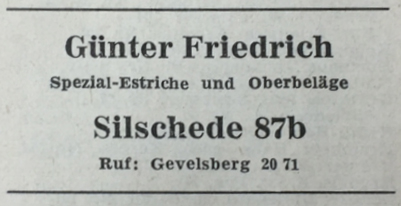 Günter Friedrich
Spezial-Estriche und Oberbeläge
Silschede 87b
Ruf: Gevelsberg 20 71